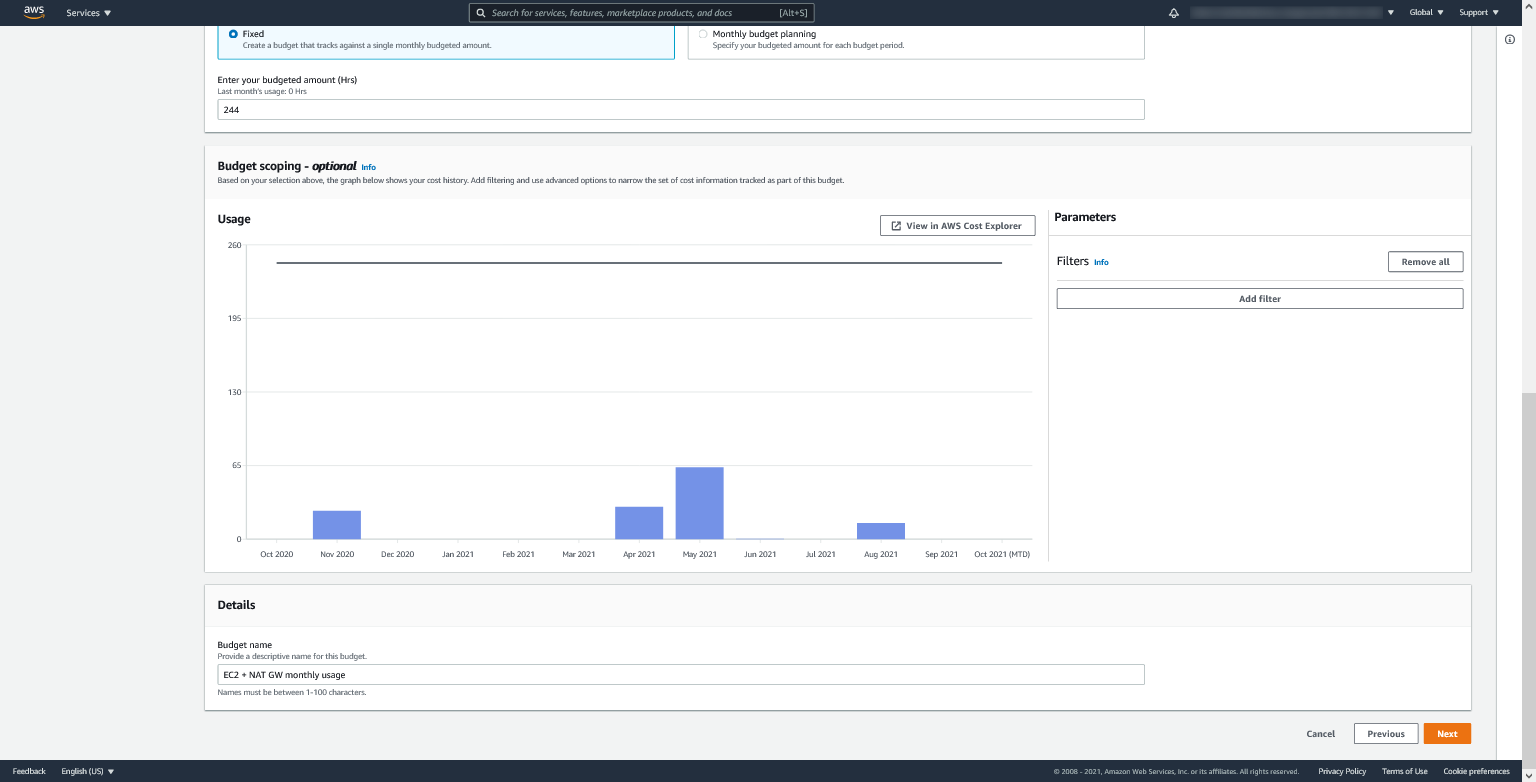 aws
Services ▼
Search for services, features, marketplace products, and docs [Alt+S]
Global ▼
Support ▼
Fixed
Create a budget that tracks against a single monthly budgeted amount.
Monthly budget planning
Specify your budgeted amount for each budget period.
Enter your budgeted amount (Hrs)
Last month's usage: 0 Hrs
244
Budget scoping - optional Info
Based on your selection above, the graph below shows your cost history. Add filtering and use advanced options to narrow the set of cost information tracked as part of this budget.
Usage
View in AWS Cost Explorer
260
195
130
65
0
Oct 2020 Nov 2020 Dec 2020 Jan 2021 Feb 2021 Mar 2021 Apr 2021 May 2021 Jun 2021 Jul 2021 Aug 2021 Sep 2021 Oct 2021 (MTD)
Parameters
Filters Info
Remove all
Add filter
Details
Budget name
Provide a descriptive name for this budget.
EC2 + NAT GW monthly usage
Names must be between 1-100 characters.
Cancel
Previous
Next
Feedback
English (US) ▼
© 2008 - 2021, Amazon Web Services, Inc. or its affiliates. All rights reserved.
Privacy Policy
Terms of Use
Cookie preferences